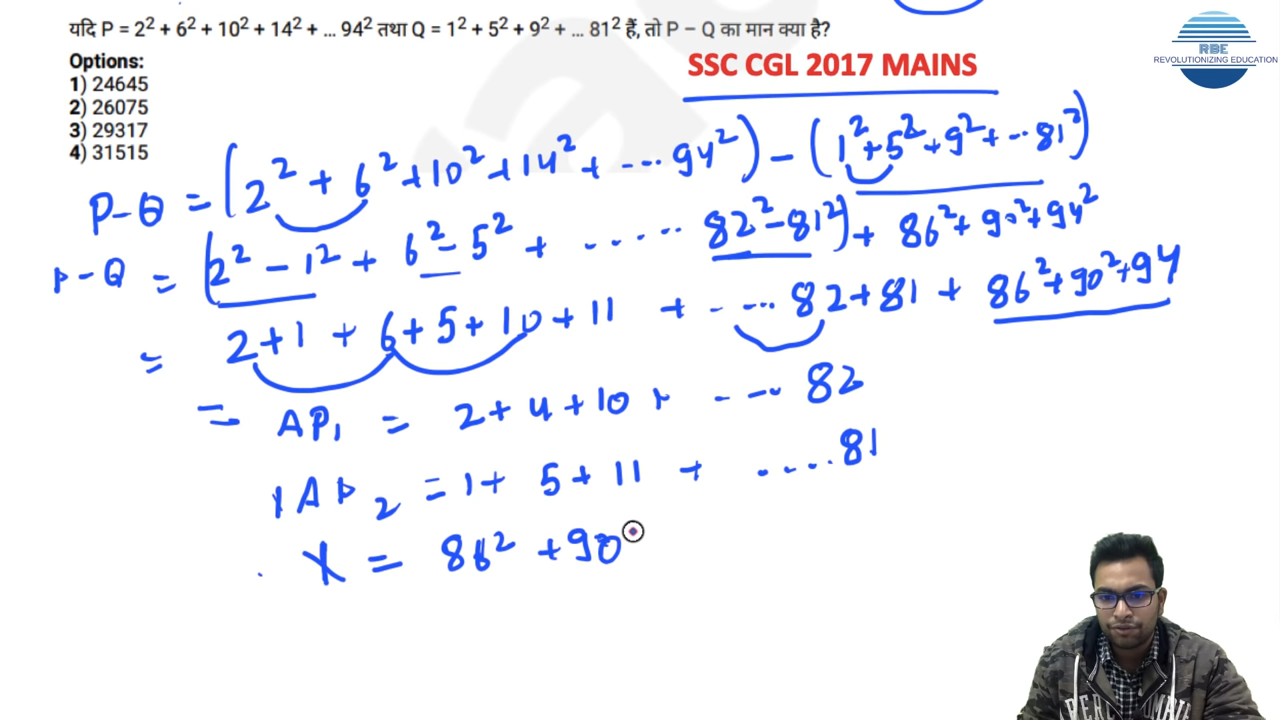 यदि P = 2² + 6² + 10² + 14² + ... 94² तथा Q = 1² + 5² + 9² + ... 81² हैं, तो P – Q का मान क्या है?
Options:
1) 24645
2) 26075
3) 29317
4) 31515
SSC CGL 2017 MAINS
RBE
REVOLUTIONIZING EDUCATION
P-Q = (2² + 6² + 10² + 14² + ... 94²) - (1² + 5² + 9² + ... 81²)
P-Q = (2² - 1² + 6² - 5² + ...... 82² - 81²) + 86² + 90² + 94²
= 2+1 + 6+5+10+11 + .... 82+81 + 86² + 90² + 94
= AP₁ = 2+4+10+ ... 82
AP₂ = 1+ 5+11 + .... 81
X = 86² + 90